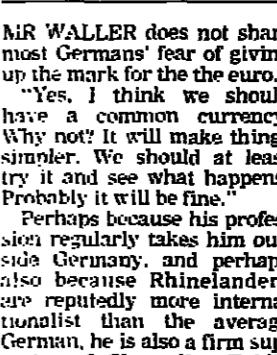 MR WALLER does not shar
most Germans' fear of givin
up the mark for the the euro.
"Yes, I think we shoul
have a common currency
Why not? It will make thing
simpler. We should at leas
try it and see what happen
Probably it will be fine."
Perhaps because his profes
sion regularly takes him ou
side Germany, and perhap
also because Rhinelander
are reputedly more interna
tionalist than the averag
German, he is also a firm sup